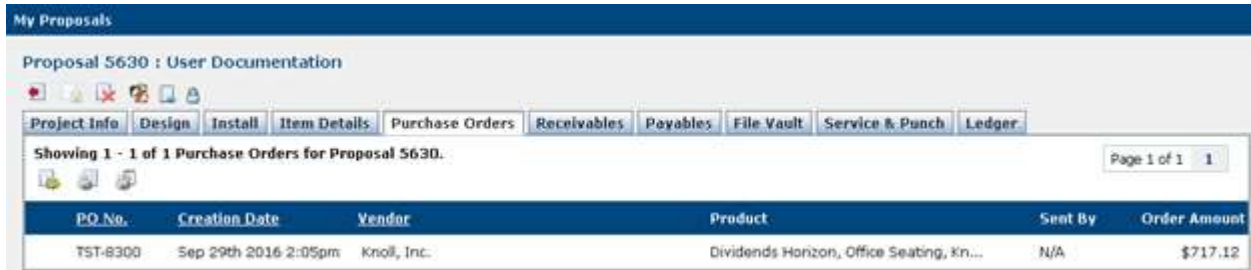 My Proposals
Proposal 5630 : User Documentation
Project Info Design Install Item Details Purchase Orders Receivables Payables File Vault Service & Punch Ledger
Showing 1 - 1 of 1 Purchase Orders for Proposal 5630.
Page 1 of 1 1
PO No. Creation Date Vendor Product Sent By Order Amount
TST-8300 Sep 29th 2016 2:05pm Knoll, Inc. Dividends Horizon, Office Seating, Kn... N/A $717.12